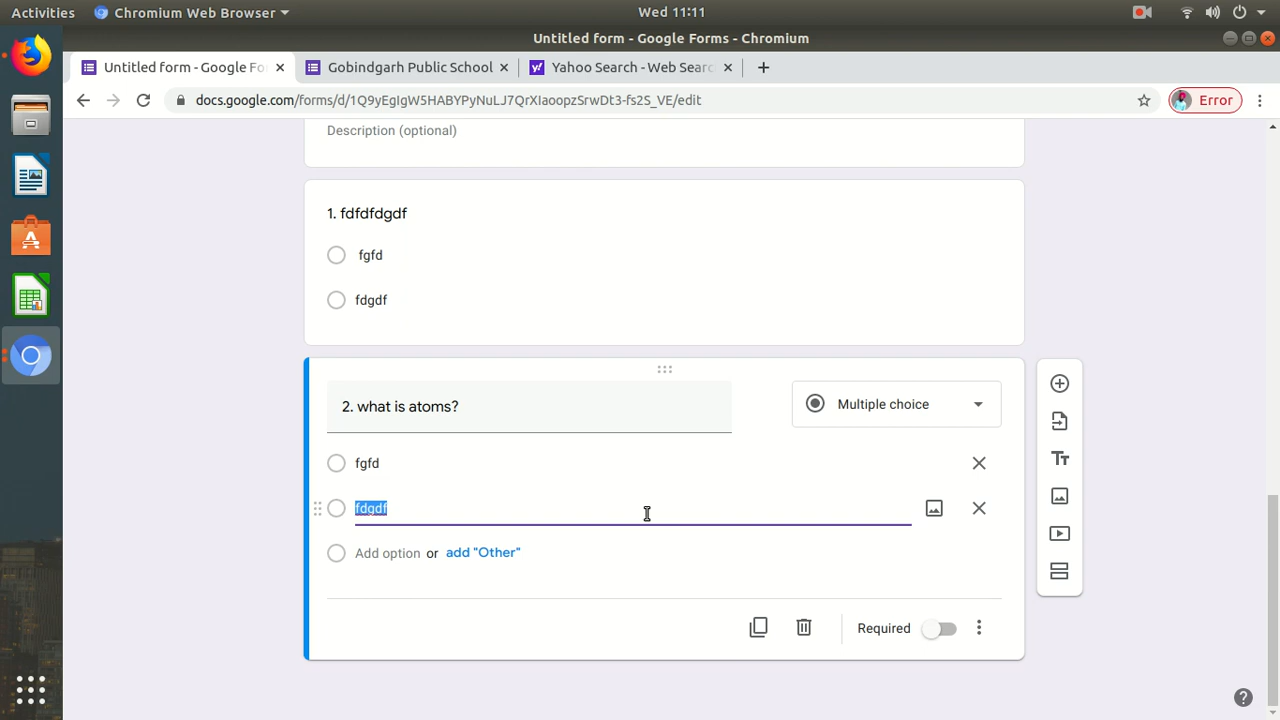 Activities Chromium Web Browser Wed 11:11
Untitled form - Google Forms - Chromium
Untitled form - Google Fo Gobindgarh Public School Yahoo Search - Web Searc
docs.google.com/forms/d/1Q9yEgIgW5HABYPyNuLJ7QrXIaoopzSrwDt3-fs2S_VE/edit Error
Description (optional)
1. fdfdfdgdf
fgfd
fdgdf
2. what is atoms?
Multiple choice
fgfd
fdgdf
Add option or add "Other"
Required